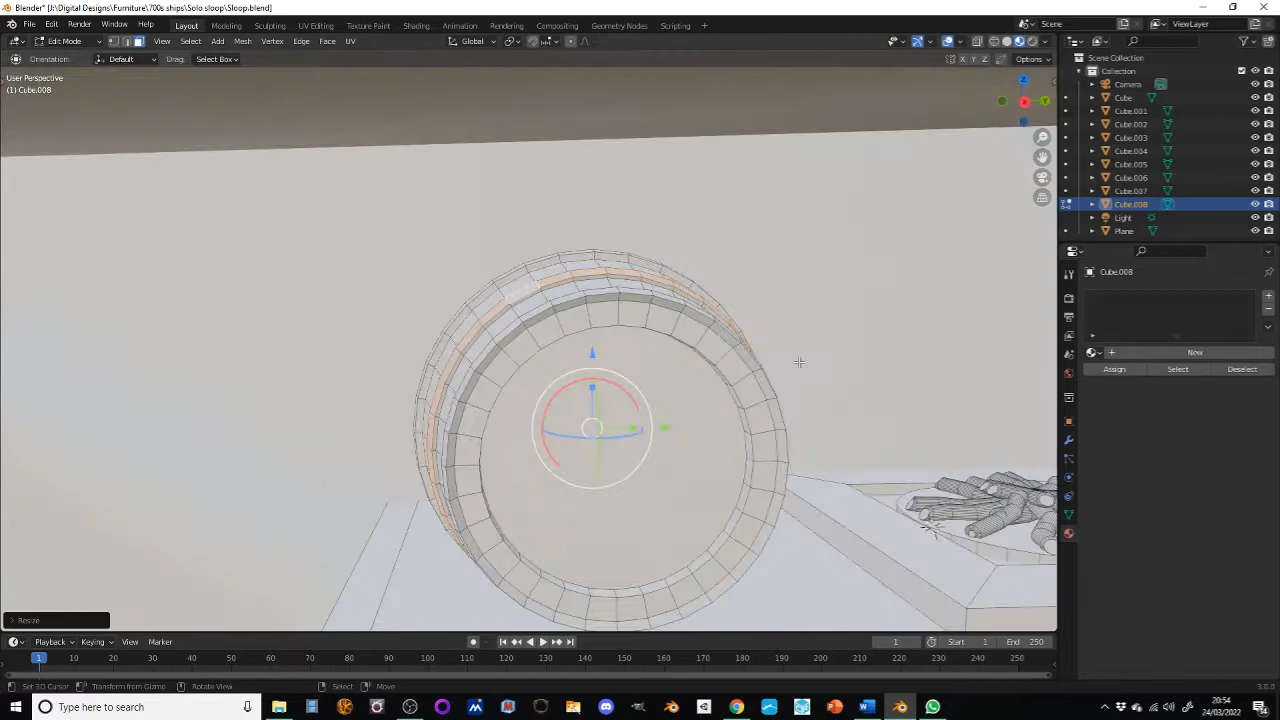 Blender* [J:\Digital Designs\Furniture\700s ships\Solo sloop\Sloop.blend]
File Edit Render Window Help Layout Modeling Sculpting UV Editing Texture Paint Shading Animation Rendering Compositing Geometry Nodes Scripting + Scene ViewLayer
Edit Mode View Select Add Mesh Vertex Edge Face UV Global
Orientation: Default Drag: Select Box X Y Z Options
User Perspective
(1) Cube.008
Z
X
Y
Scene Collection
Collection
Camera
Cube
Cube.001
Cube.002
Cube.003
Cube.004
Cube.005
Cube.006
Cube.007
Cube.008
Light
Plane
Cube.008
New
Assign Select Deselect
Resize
Playback Keying View Marker 1 Start 1 End 250
1 10 20 30 40 50 60 70 80 90 100 110 120 130 140 150 160 170 180 190 200 210 220 230 240 250
Set 3D Cursor Transform from Gizmo Rotate View Select Move 3.0.0
Type here to search
20:54
24/03/2022